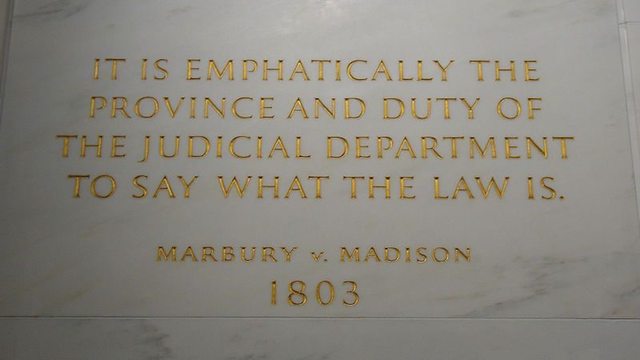 IT IS EMPHATICALLY THE
PROVINCE AND DUTY OF
THE JUDICIAL DEPARTMENT
TO SAY WHAT THE LAW IS.
MARBURY v. MADISON
1803